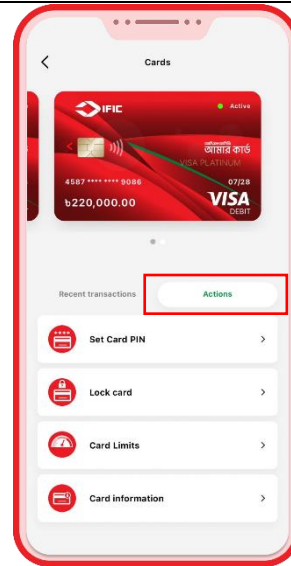 Cards
IFIC
Active
আমার কার্ড
VISA PLATINUM
4587 **** **** 9086
07/28
৳220,000.00
VISA
DEBIT
Recent transactions
Actions
Set Card PIN
Lock card
Card Limits
Card information